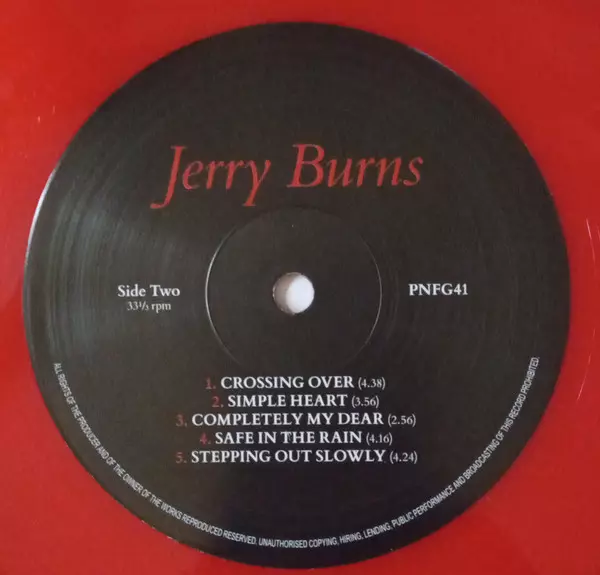 Jerry Burns
Side Two
33⅓ rpm
PNFG41
1. CROSSING OVER (4.38)
2. SIMPLE HEART (3.56)
3. COMPLETELY MY DEAR (2.56)
4. SAFE IN THE RAIN (4.16)
5. STEPPING OUT SLOWLY (4.24)
ALL RIGHTS OF THE PRODUCER AND OF THE OWNER OF THE WORKS REPRODUCED RESERVED. UNAUTHORISED COPYING, HIRING, LENDING, PUBLIC PERFORMANCE AND BROADCASTING OF THIS RECORD PROHIBITED.